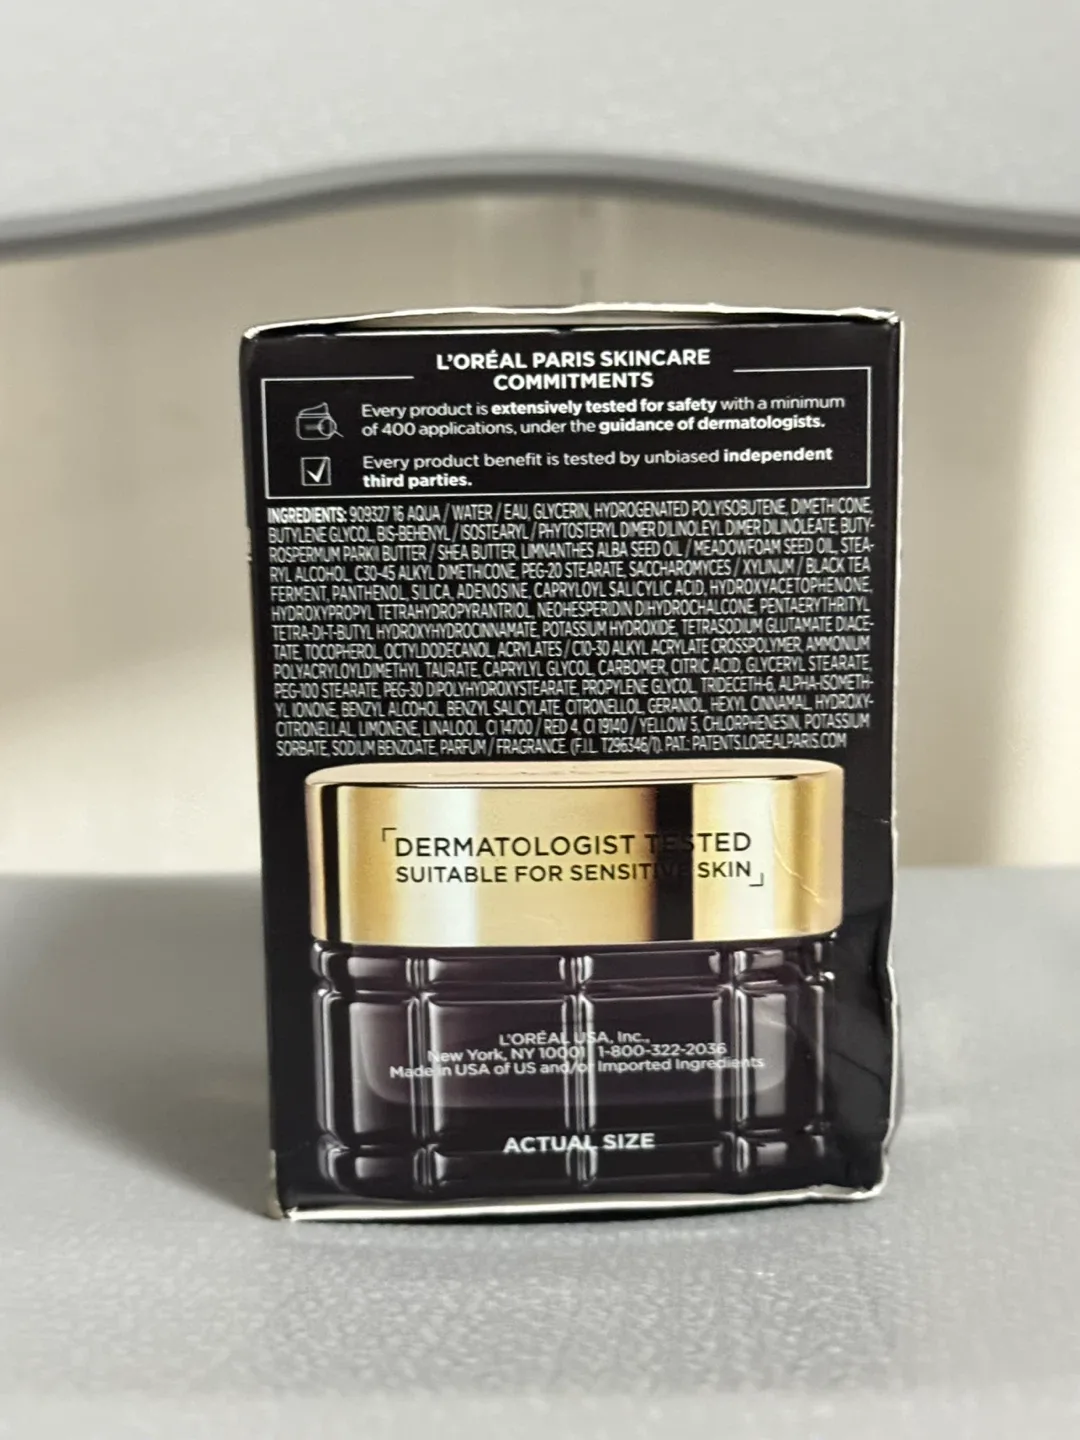 L'ORÉAL PARIS SKINCARE
COMMITMENTS
Every product is extensively tested for safety with a minimum
of 400 applications, under the guidance of dermatologists.
Every product benefit is tested by unbiased independent
third parties.
INGREDIENTS: 909327 16 AQUA / WATER / EAU, GLYCERIN, HYDROGENATED POLYISOBUTENE, DIMETHICONE,
BUTYLENE GLYCOL, BIS-BEHENYL / ISOSTEARYL / PHYTOSTERYL DIMER DILINOLEYL DIMER DILINOLEATE, BUTY-
ROSPERMUM PARKII BUTTER / SHEA BUTTER, LIMNANTHES ALBA SEED OIL / MEADOWFOAM SEED OIL, STEA-
RYL ALCOHOL, C30-45 ALKYL DIMETHICONE, PEG-20 STEARATE, SACCHAROMYCES / XYLINUM / BLACK TEA
FERMENT, PANTHENOL, SILICA, ADENOSINE, CAPRYLOYL SALICYLIC ACID, HYDROXYACETOPHENONE,
HYDROXYPROPYL TETRAHYDROPYRANTRIOL, NEOHESPERIDIN DIHYDROCHALCONE, PENTAERYTHRITYL
TETRA-DI-T-BUTYL HYDROXYHYDROCINNAMATE, POTASSIUM HYDROXIDE, TETRASODIUM GLUTAMATE DIACE-
TATE, TOCOPHEROL, OCTYLDODECANOL, ACRYLATES / C10-30 ALKYL ACRYLATE CROSSPOLYMER, AMMONIUM
POLYACRYLOYLDIMETHYL TAURATE, CAPRYLYL GLYCOL, CARBOMER, CITRIC ACID, GLYCERYL STEARATE,
PEG-100 STEARATE, PEG-30 DIPOLYHYDROXYSTEARATE, PROPYLENE GLYCOL, TRIDECETH-6, ALPHA-ISOMETH-
YL IONONE, BENZYL ALCOHOL, BENZYL SALICYLATE, CITRONELLOL, GERANIOL, HEXYL CINNAMAL, HYDROXY-
CITRONELLAL, LIMONENE, LINALOOL, CI 14700 / RED 4, CI 19140 / YELLOW 5, CHLORPHENESIN, POTASSIUM
SORBATE, SODIUM BENZOATE, PARFUM / FRAGRANCE. (F.I.L. T296346/1). PAT.: PATENTS.LOREALPARIS.COM
DERMATOLOGIST TESTED
SUITABLE FOR SENSITIVE SKIN
L'ORÉAL USA, Inc.,
New York, NY 10001 1-800-322-2036
Made in USA of US and/or Imported Ingredients
ACTUAL SIZE